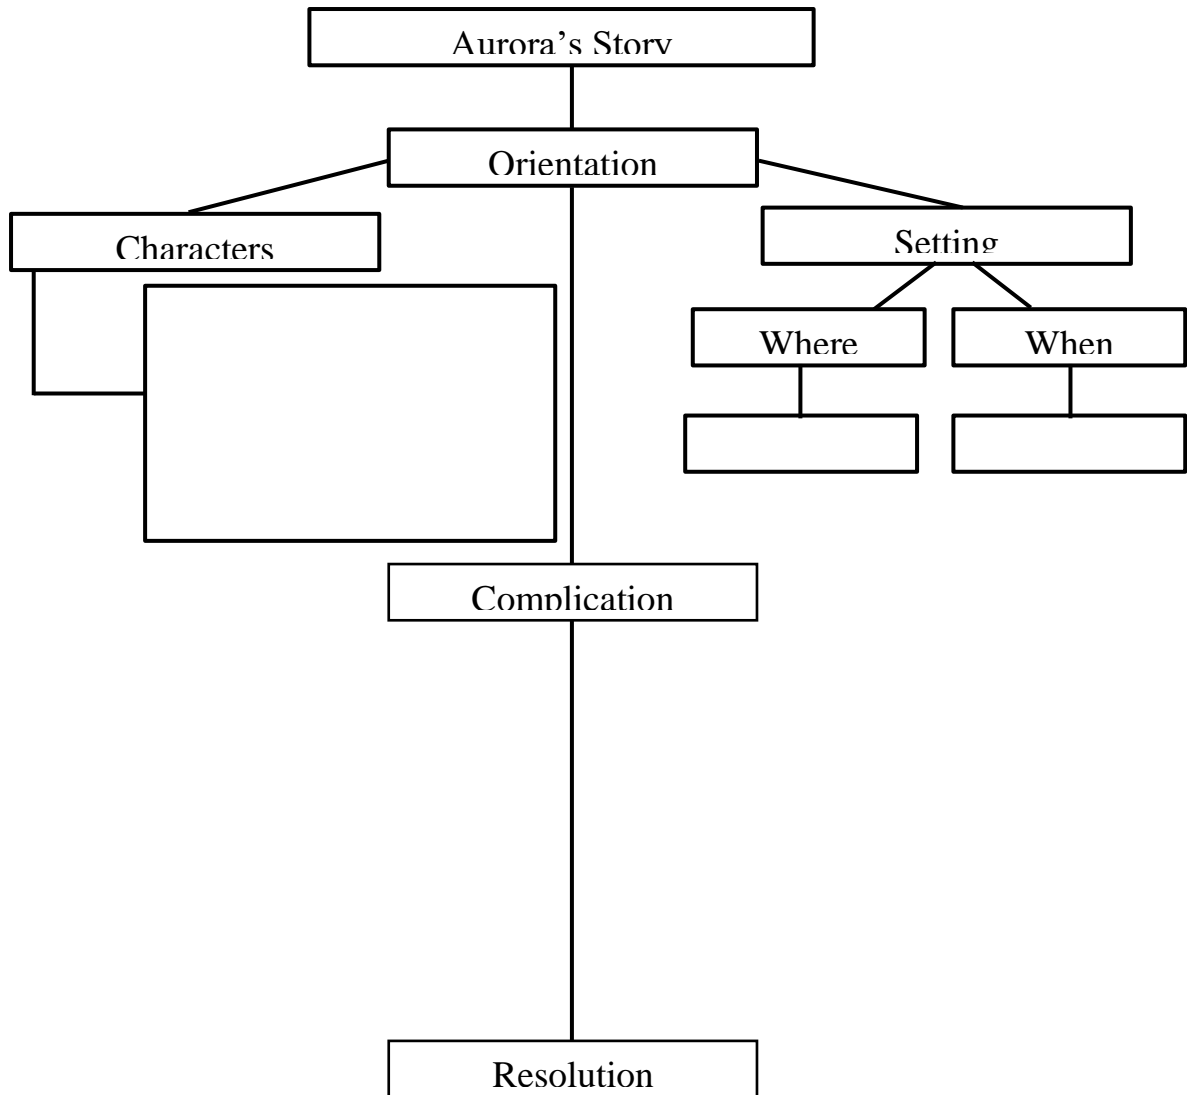 Aurora’s Story
Orientation
Characters
Setting
Where
When
Complication
Resolution